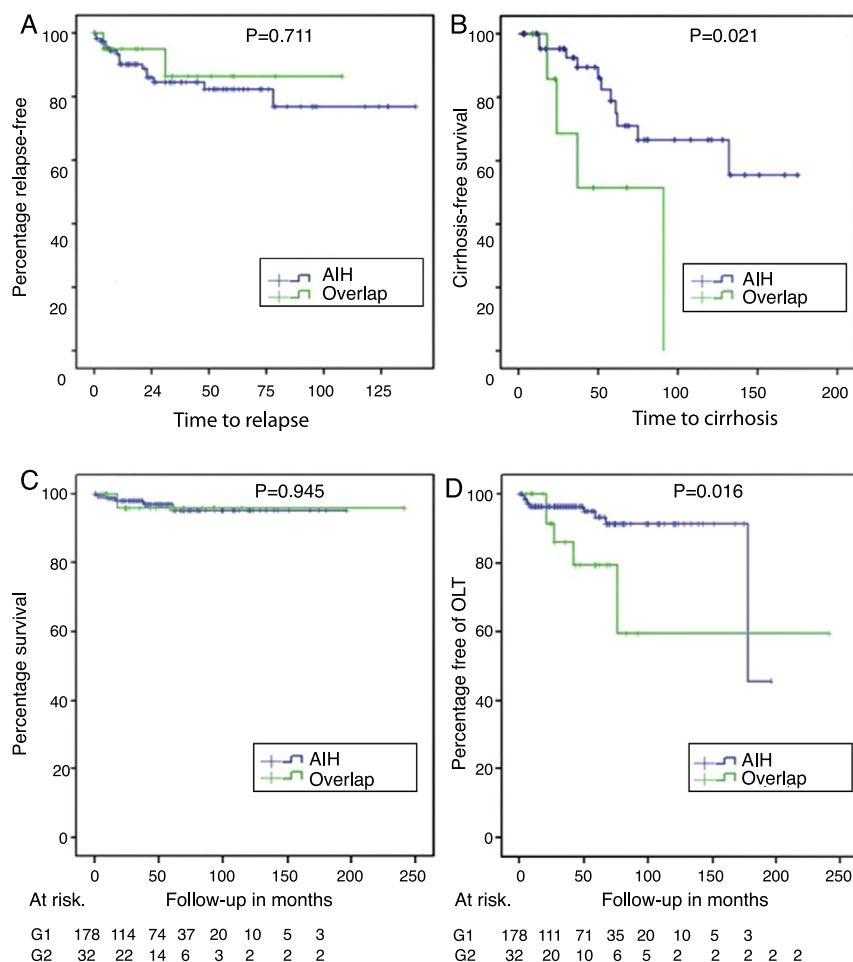 A
P=0.711
Percentage relapse-free
100
80
60
40
20
0
AIH
Overlap
0 24 50 75 100 125
Time to relapse
B
P=0.021
Cirrhosis-free survival
100
80
60
40
20
0
AIH
Overlap
0 50 100 150 200
Time to cirrhosis
C
P=0.945
Percentage survival
100
80
60
40
20
0
AIH
Overlap
0 50 100 150 200 250
At risk. Follow-up in months
G1 178 114 74 37 20 10 5 3
G2 32 22 14 6 3 2 2 2
D
P=0.016
Percentage free of OLT
100
80
60
40
20
0
AIH
Overlap
0 50 100 150 200 250
At risk. Follow-up in months
G1 178 111 71 35 20 10 5 3
G2 32 20 10 6 5 2 2 2 2 2